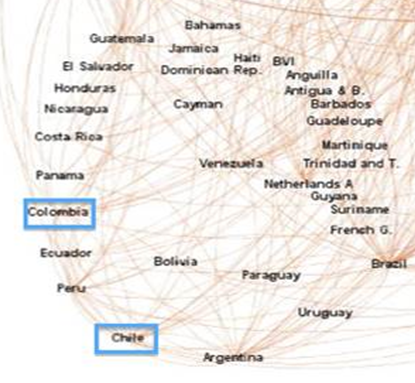 Bahamas
Guatemala
Jamaica
Haiti
BVI
El Salvador
Dominican Rep.
Anguilla
Honduras
Antigua & B.
Nicaragua
Cayman
Barbados
Guadeloupe
Costa Rica
Martinique
Venezuela
Trinidad and T.
Panama
Netherlands A
Guyana
Colombia
Suriname
French G.
Ecuador
Bolivia
Brazil
Paraguay
Peru
Uruguay
Chile
Argentina